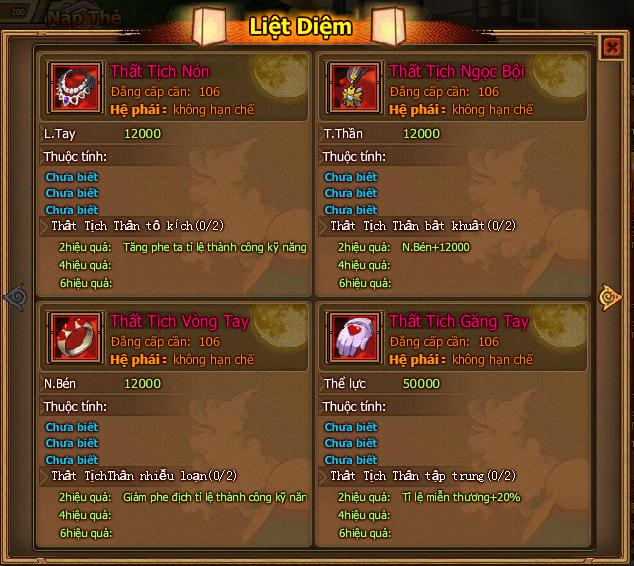 200
Nạp Thẻ
Liệt Diệm
Thất Tịch Nón
Đẳng cấp cần: 106
Hệ phái: không hạn chế
L.Tay 12000
Thuộc tính:
Chưa biết
Chưa biết
Chưa biết
Thất Tịch Thần tô kích(0/2)
2hiệu quả: Tăng phe ta tỉ lệ thành công kỹ năng
4hiệu quả:
6hiệu quả:
Thất Tịch Ngọc Bội
Đẳng cấp cần: 106
Hệ phái: không hạn chế
T.Thần 12000
Thuộc tính:
Chưa biết
Chưa biết
Chưa biết
Thất Tịch Thần bất khuất(0/2)
2hiệu quả: N.Bén+12000
4hiệu quả:
6hiệu quả:
Thất Tịch Vòng Tay
Đẳng cấp cần: 106
Hệ phái: không hạn chế
N.Bén 12000
Thuộc tính:
Chưa biết
Chưa biết
Chưa biết
Thất TịchThần nhiễu loạn(0/2)
2hiệu quả: Giảm phe địch tỉ lệ thành công kỹ năn
4hiệu quả:
6hiệu quả:
Thất Tịch Găng Tay
Đẳng cấp cần: 106
Hệ phái: không hạn chế
Thể lực 50000
Thuộc tính:
Chưa biết
Chưa biết
Chưa biết
Thất Tịch Thần tập trung(0/2)
2hiệu quả: Tỉ lệ miễn thương+20%
4hiệu quả:
6hiệu quả: